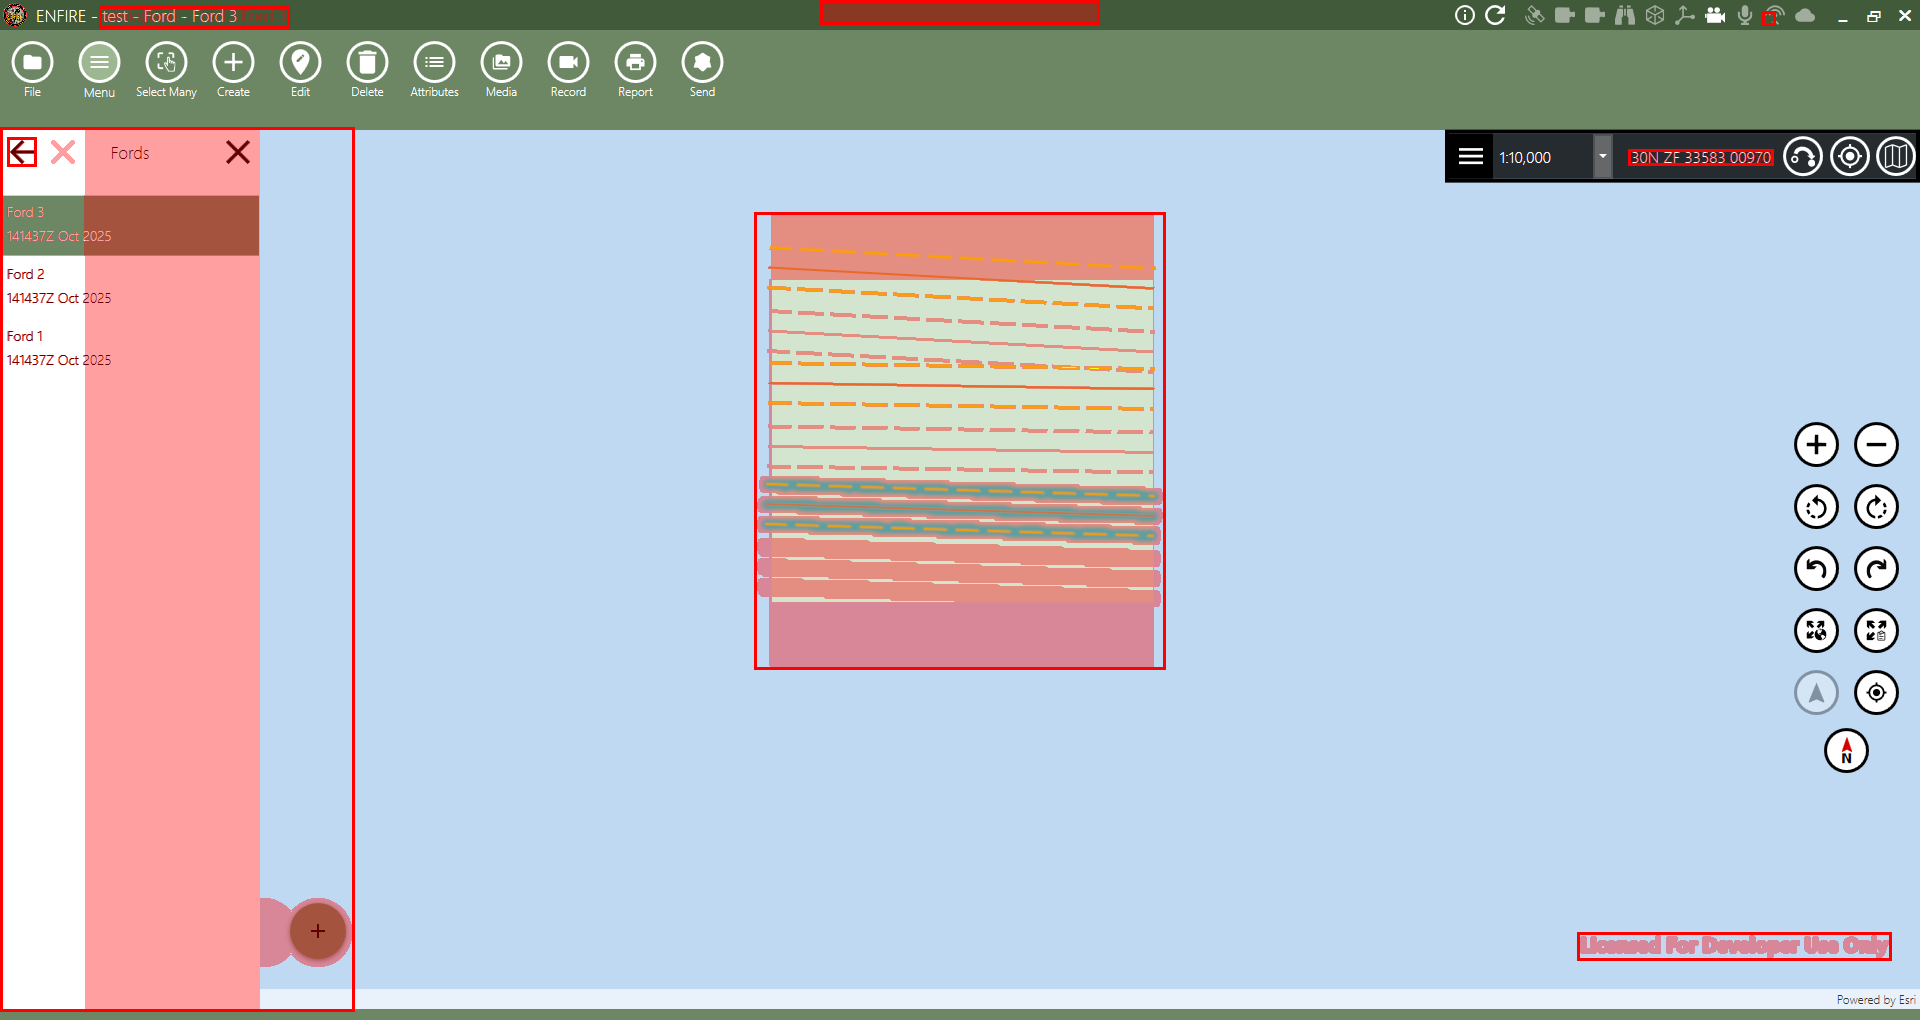 ENFIRE - test - Ford - Ford 3
File
Menu
Select Many
Create
Edit
Delete
Attributes
Media
Record
Report
Send
Fords
1:10,000
30N ZF 33583 00970
Ford 3
141437Z Oct 2025
Ford 2
141437Z Oct 2025
Ford 1
141437Z Oct 2025
N
Licensed For Developer Use Only
Powered by Esri